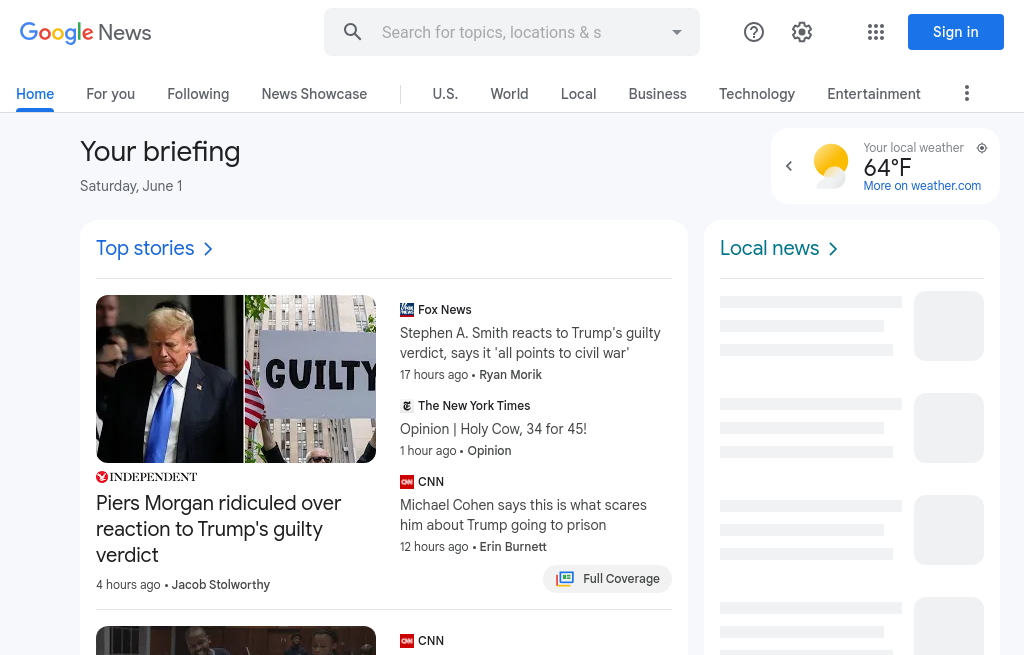 Google News
Search for topics, locations & s
Sign in
Home
For you
Following
News Showcase
U.S.
World
Local
Business
Technology
Entertainment
Your briefing
Saturday, June 1
Your local weather
64°F
More on weather.com
Top stories
GUILTY
INDEPENDENT
Piers Morgan ridiculed over
reaction to Trump's guilty
verdict
4 hours ago • Jacob Stolworthy
Fox News
Stephen A. Smith reacts to Trump's guilty
verdict, says it 'all points to civil war'
17 hours ago • Ryan Morik
The New York Times
Opinion | Holy Cow, 34 for 45!
1 hour ago • Opinion
CNN
Michael Cohen says this is what scares
him about Trump going to prison
12 hours ago • Erin Burnett
Full Coverage
CNN
Local news